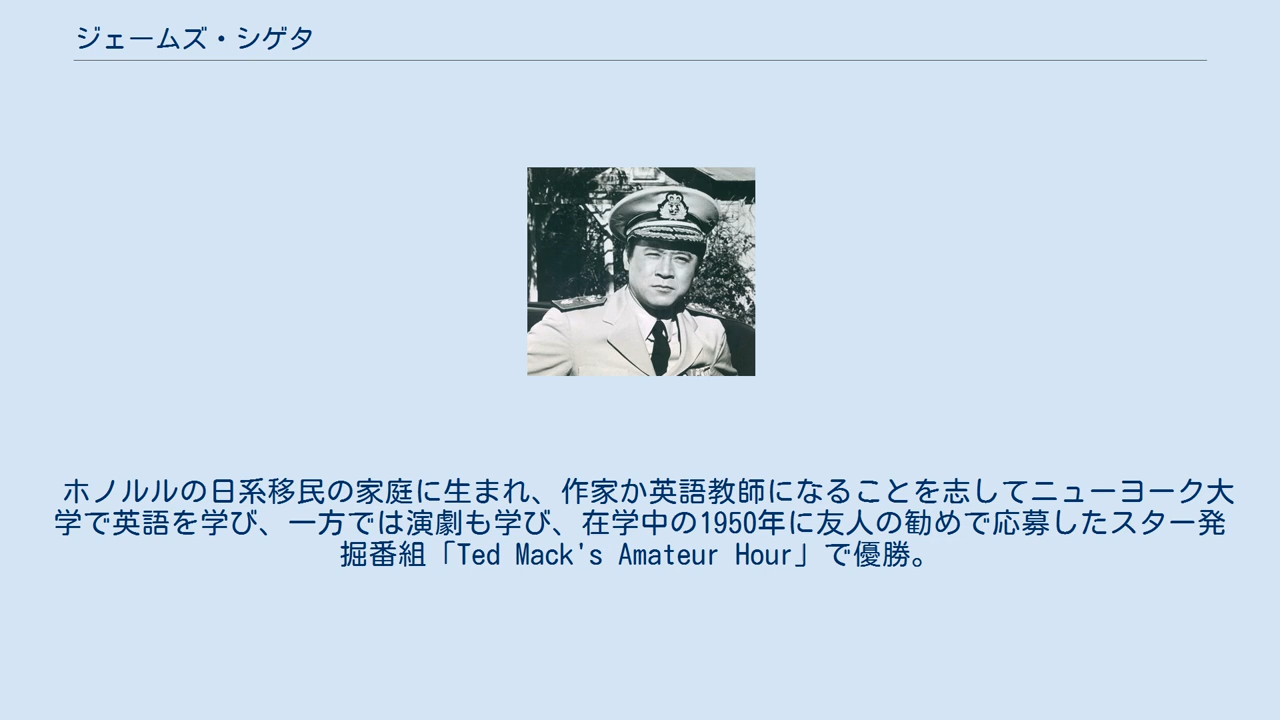 ジェームズ・シゲタ
ホノルルの日系移民の家庭に生まれ、作家か英語教師になることを志してニューヨーク大
学で英語を学び、一方では演劇も学び、在学中の1950年に友人の勧めで応募したスター発
掘番組「Ted Mack's Amateur Hour」で優勝。